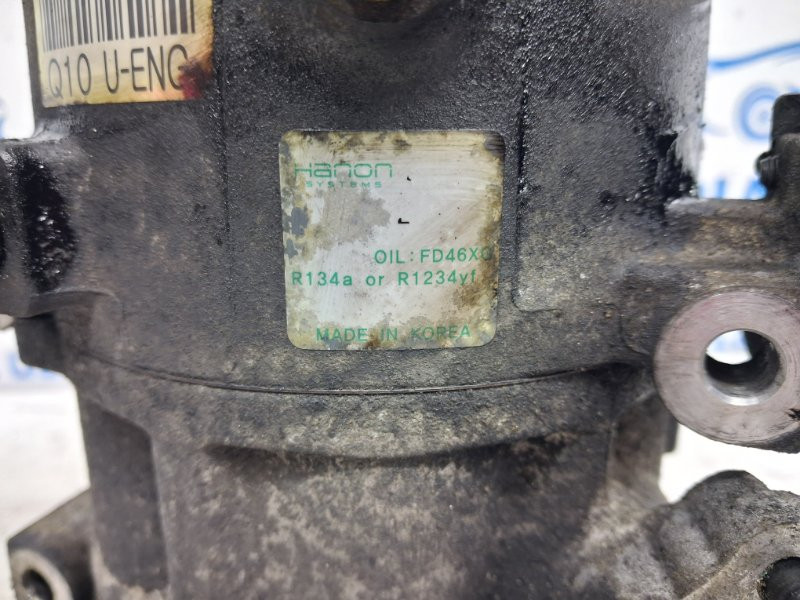 Q10 U-ENG
Hanon
SYSTEMS
L
OIL: FD46XG
R134a or R1234yf
MADE IN KOREA